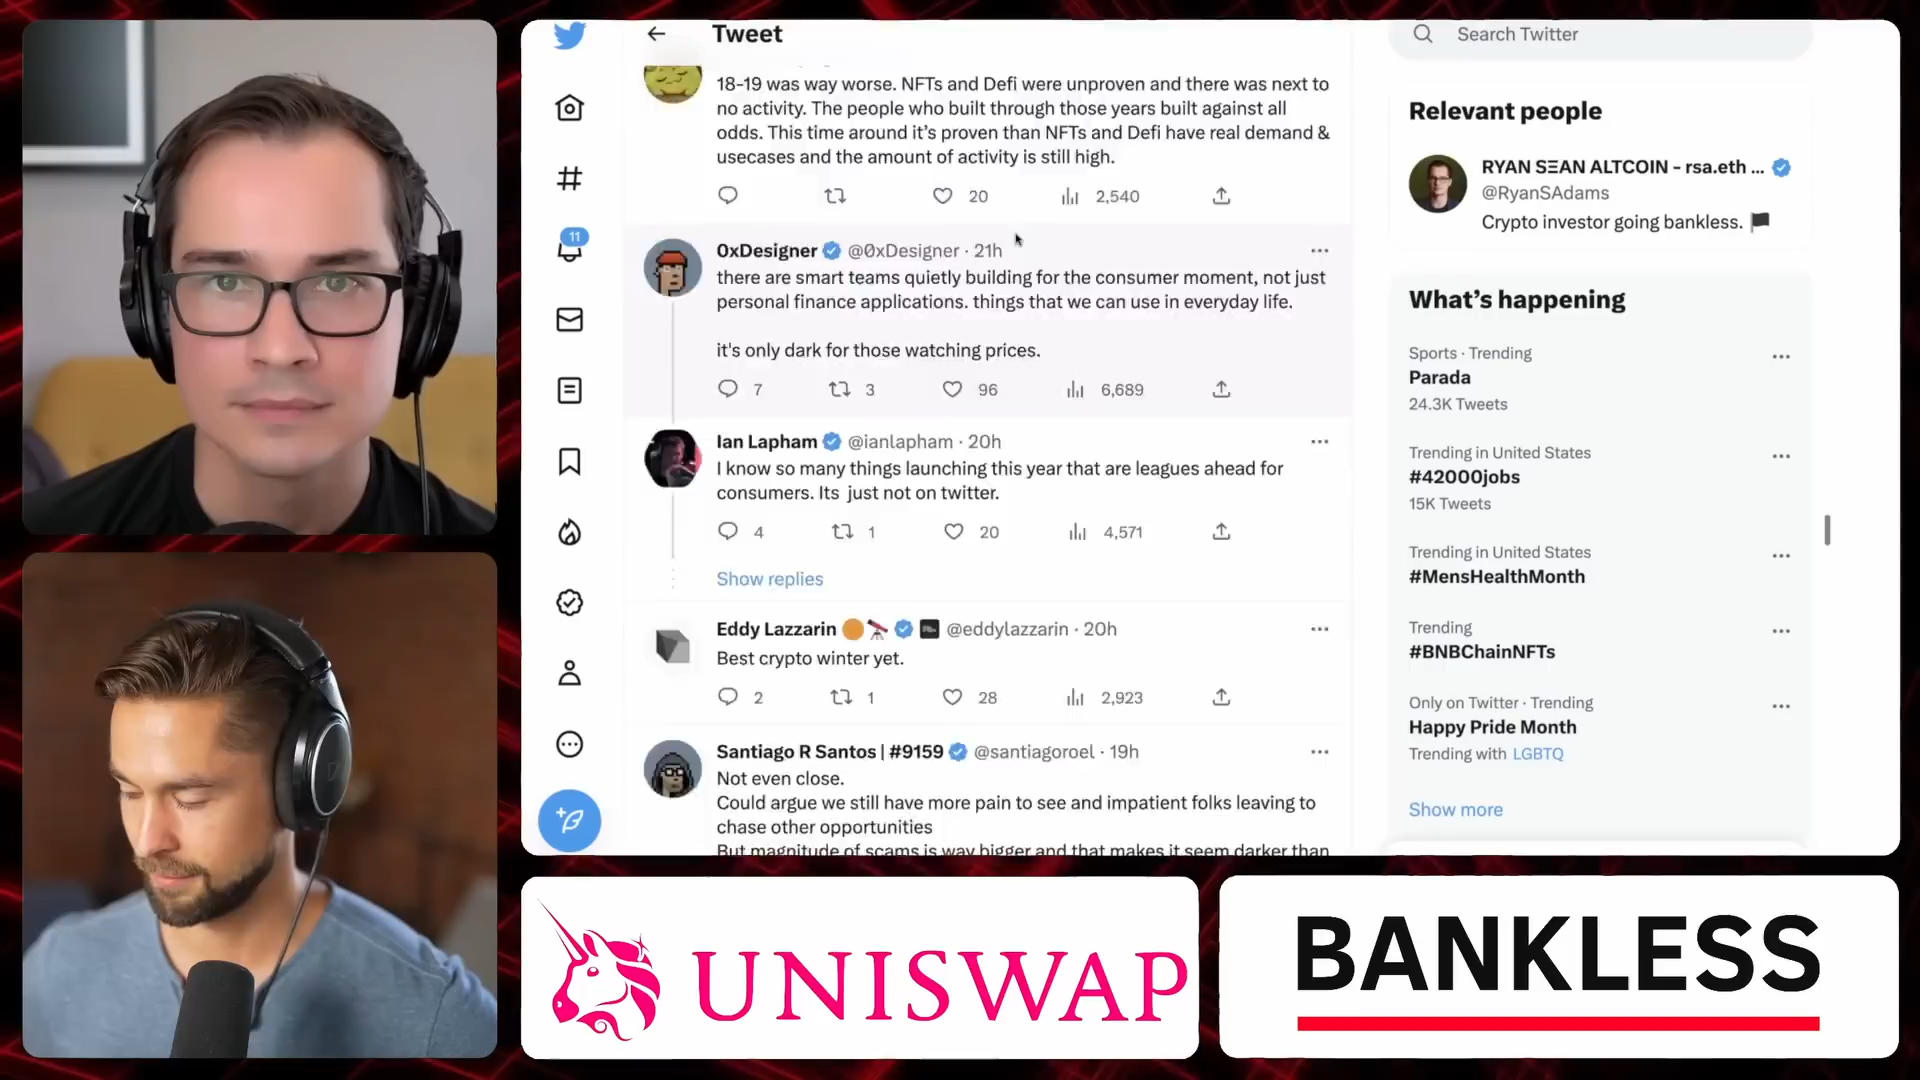 Tweet
18-19 was way worse. NFTs and Defi were unproven and there was next to
no activity. The people who built through those years built against all
odds. This time around it's proven than NFTs and Defi have real demand &
usecases and the amount of activity is still high.
20 2,540
11
0xDesigner @0xDesigner · 21h
there are smart teams quietly building for the consumer moment, not just
personal finance applications. things that we can use in everyday life.
it's only dark for those watching prices.
7 3 96 6,689
Ian Lapham @ianlapham · 20h
I know so many things launching this year that are leagues ahead for
consumers. Its just not on twitter.
4 1 20 4,571
Show replies
Eddy Lazzarin @eddylazzarin · 20h
Best crypto winter yet.
2 1 28 2,923
Santiago R Santos | #9159 @santiagoroel · 19h
Not even close.
Could argue we still have more pain to see and impatient folks leaving to
chase other opportunities
But magnitude of scams is way bigger and that makes it seem darker than
Search Twitter
Relevant people
RYAN SΞAN ALTCOIN - rsa.eth ...
@RyanSAdams
Crypto investor going bankless. 🏴
What's happening
Sports · Trending
Parada
24.3K Tweets
Trending in United States
#42000jobs
15K Tweets
Trending in United States
#MensHealthMonth
Trending
#BNBChainNFTs
Only on Twitter · Trending
Happy Pride Month
Trending with LGBTQ
Show more
UNISWAP
BANKLESS